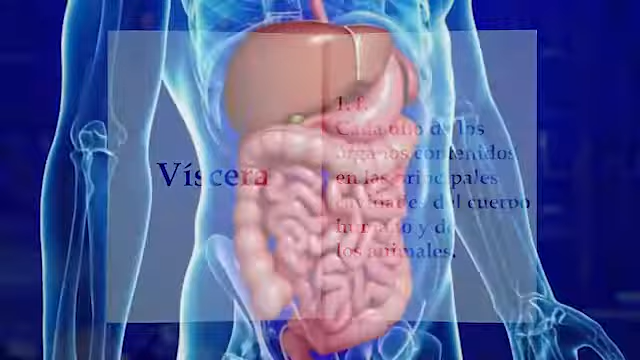 Víscera
1. f.
Cada uno de los
órganos contenidos
en las principales
cavidades del cuerpo
humano y de
los animales.